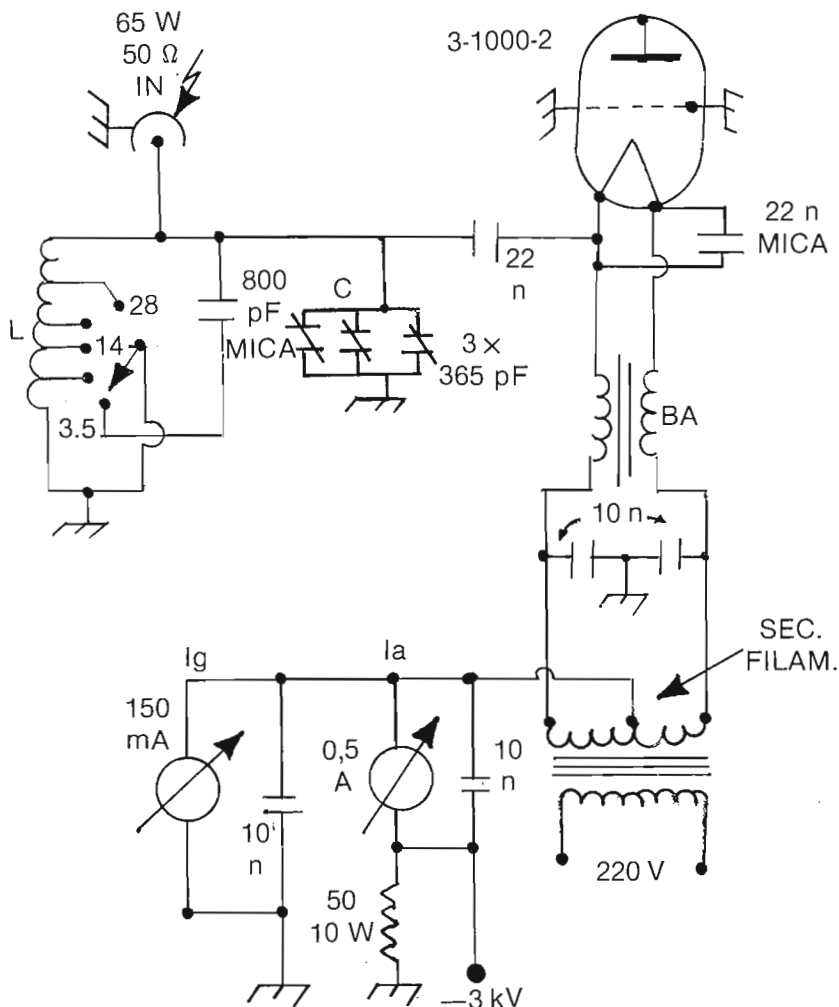 65 W
50 Ω
IN
3-1000-2
22 n
MICA
22
n
800
pF
MICA
C
3 ×
365 pF
L
28
14
3.5
BA
10 n
SEC.
FILAM.
Ig
Ia
150
mA
0,5
A
10
n
10
n
50
10 W
220 V
—3 kV